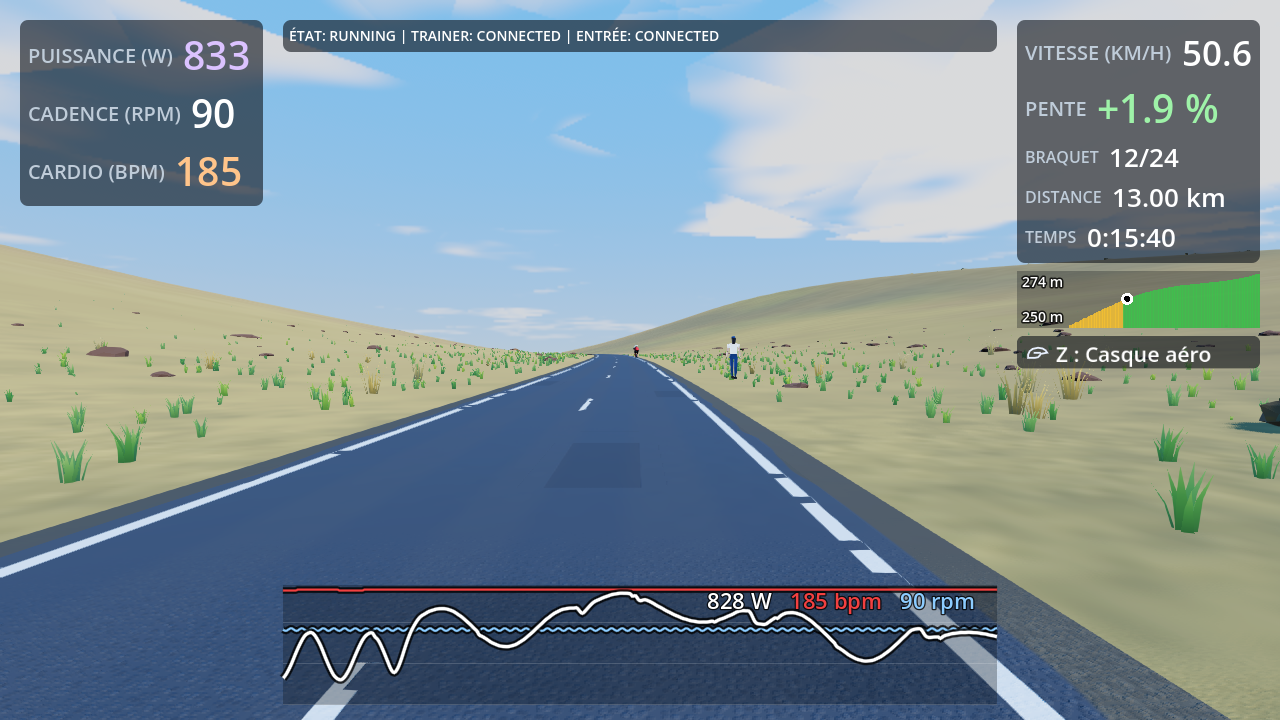 PUISSANCE (W) 833
CADENCE (RPM) 90
CARDIO (BPM) 185
ÉTAT: RUNNING | TRAINER: CONNECTED | ENTRÉE: CONNECTED
VITESSE (KM/H) 50.6
PENTE +1.9 %
BRAQUET 12/24
DISTANCE 13.00 km
TEMPS 0:15:40
274 m
250 m
Z : Casque aéro
828 W 185 bpm 90 rpm